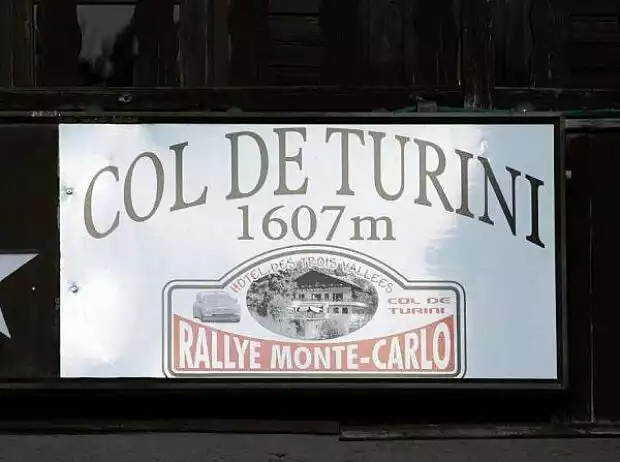 COL DE TURINI
1607m
HOTEL DES TROIS VALLEES
COL DE
TURINI
RALLYE MONTE-CARLO